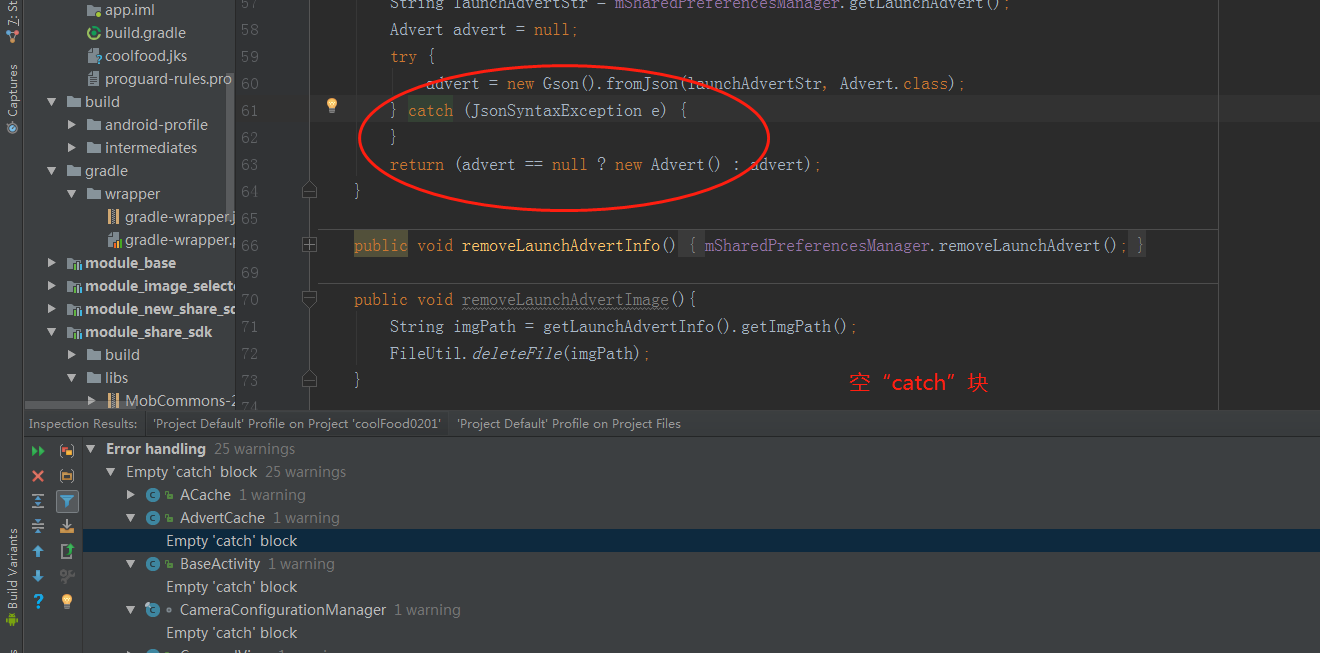 Z: St
Captures
Build Variants
app.iml
build.gradle
coolfood.jks
proguard-rules.pro
build
android-profile
intermediates
gradle
wrapper
gradle-wrapper.j
gradle-wrapper.p
module_base
module_image_selecto
module_new_share_sd
module_share_sdk
build
libs
MobCommons-2
57 String launchAdvertStr = mSharedPreferencesManager.getLaunchAdvert();
58 Advert advert = null;
59 try {
60 advert = new Gson().fromJson(launchAdvertStr, Advert.class);
61 } catch (JsonSyntaxException e) {
62 }
63 return (advert == null ? new Advert() : advert);
64 }
65
66 public void removeLaunchAdvertInfo() { mSharedPreferencesManager.removeLaunchAdvert(); }
69
70 public void removeLaunchAdvertImage(){
71 String imgPath = getLaunchAdvertInfo().getImgPath();
72 FileUtil.deleteFile(imgPath);
73 }
74
空“catch”块
Inspection Results: 'Project Default' Profile on Project 'coolFood0201' 'Project Default' Profile on Project Files
Error handling 25 warnings
Empty 'catch' block 25 warnings
ACache 1 warning
AdvertCache 1 warning
Empty 'catch' block
BaseActivity 1 warning
Empty 'catch' block
CameraConfigurationManager 1 warning
Empty 'catch' block